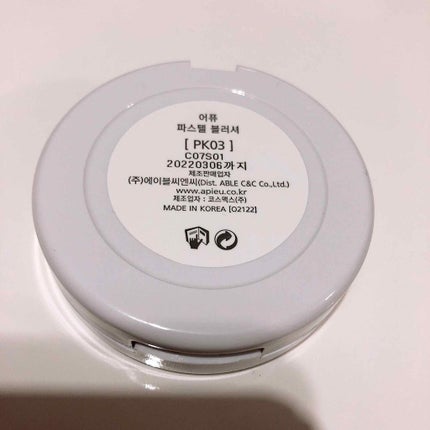 어퓨
파스텔 블러셔
[ PK03 ]
C07S01
20220306까지
제조판매업자
(주)에이블씨엔씨(Dist. ABLE C&C Co.,Ltd.)
www.apieu.co.kr
제조업자 : 코스맥스(주)
MADE IN KOREA [O2122]